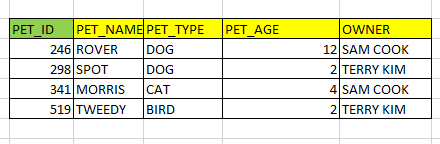 PET_ID PET_NAME PET_TYPE PET_AGE OWNER
246 ROVER DOG 12 SAM COOK
298 SPOT DOG 2 TERRY KIM
341 MORRIS CAT 4 SAM COOK
519 TWEEDY BIRD 2 TERRY KIM